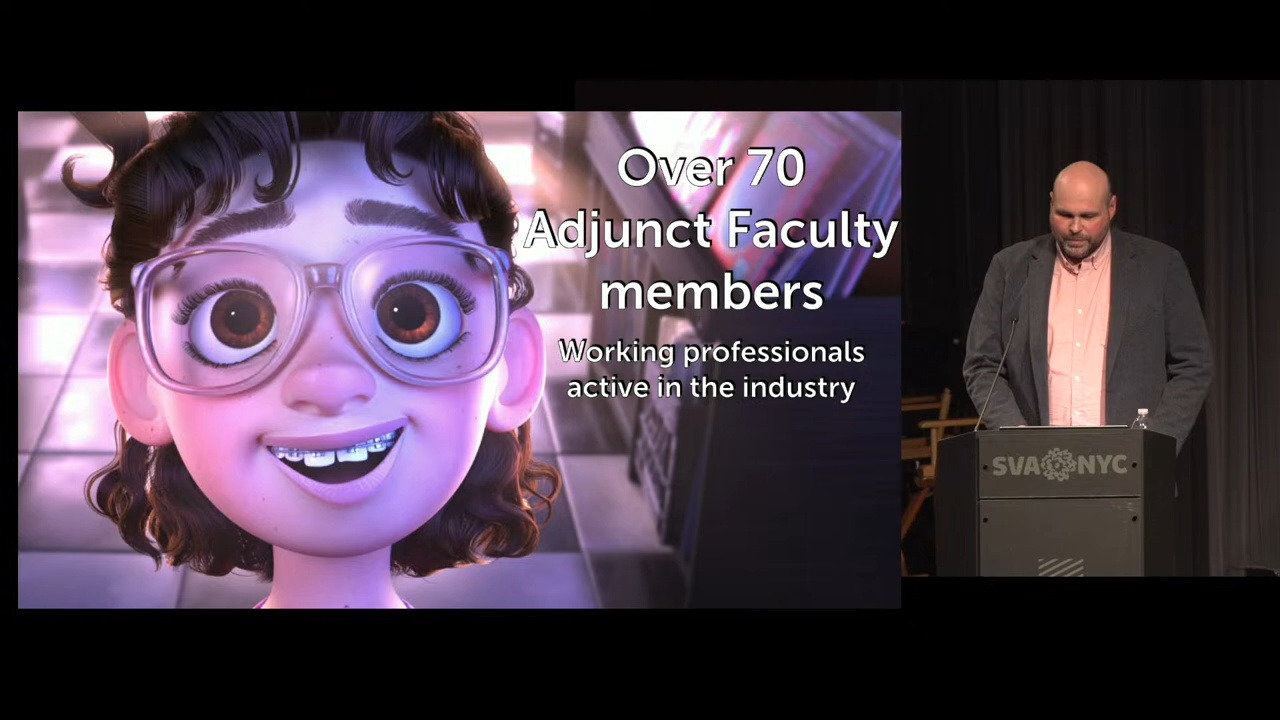 Over 70
Adjunct Faculty
members
Working professionals
active in the industry
SVA NYC